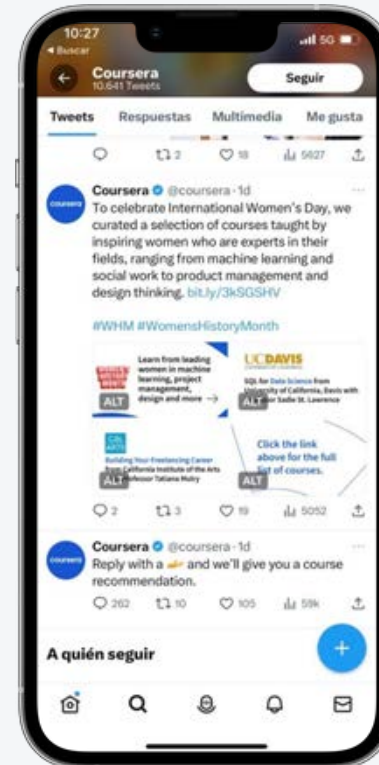 10:27
5G
◂ Buscar
Coursera
10.641 Tweets
Seguir
Tweets Respuestas Multimedia Me gusta
2 18 5627
Coursera @coursera · 1d
To celebrate International Women's Day, we
curated a selection of courses taught by
inspiring women who are experts in their
fields, ranging from machine learning and
social work to product management and
design thinking. bit.ly/3kSGSHV
#WHM #WomensHistoryMonth
WOMEN'S
HISTORY
MONTH
Learn from leading
women in machine
learning, project
management,
design and more →
ALT
UCDAVIS
SQL for Data Science from
University of California, Davis with
Sadie St. Lawrence
ALT
CAL
ARTS
Building Your Freelancing Career
from California Institute of the Arts
Professor Tatiana
ALT
Click the link
above for the full
list of courses.
ALT
2 3 19 5052
coursera
Coursera @coursera · 1d
Reply with a 🫴 and we'll give you a course
recommendation.
262 10 105 59k
A quién seguir